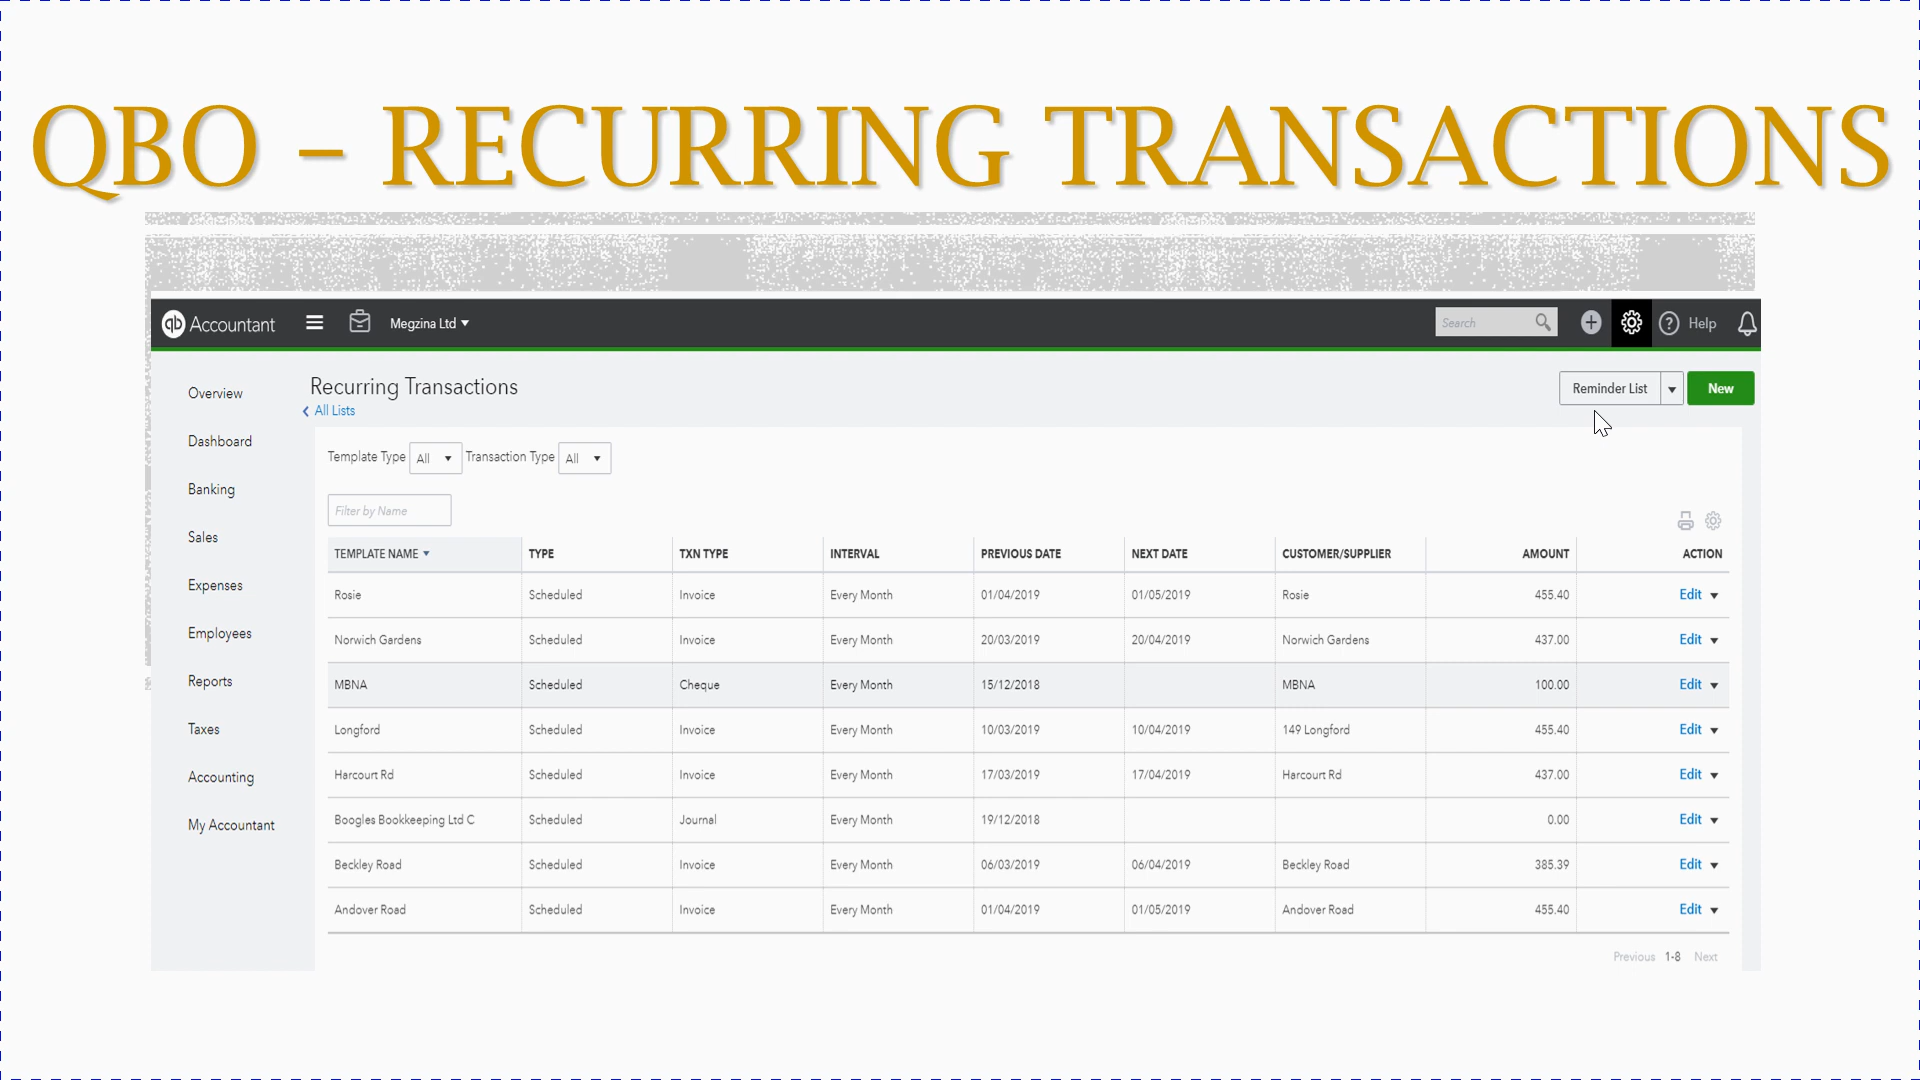 QBO – RECURRING TRANSACTIONS
qb Accountant Megzina Ltd Search Help
Recurring Transactions Reminder List New
All Lists
Overview
Dashboard
Banking
Sales
Expenses
Employees
Reports
Taxes
Accounting
My Accountant
Template Type All Transaction Type All
Filter by Name
TEMPLATE NAME TYPE TXN TYPE INTERVAL PREVIOUS DATE NEXT DATE CUSTOMER/SUPPLIER AMOUNT ACTION
Rosie Scheduled Invoice Every Month 01/04/2019 01/05/2019 Rosie 455.40 Edit
Norwich Gardens Scheduled Invoice Every Month 20/03/2019 20/04/2019 Norwich Gardens 437.00 Edit
MBNA Scheduled Cheque Every Month 15/12/2018 MBNA 100.00 Edit
Longford Scheduled Invoice Every Month 10/03/2019 10/04/2019 149 Longford 455.40 Edit
Harcourt Rd Scheduled Invoice Every Month 17/03/2019 17/04/2019 Harcourt Rd 437.00 Edit
Boogles Bookkeeping Ltd C Scheduled Journal Every Month 19/12/2018 0.00 Edit
Beckley Road Scheduled Invoice Every Month 06/03/2019 06/04/2019 Beckley Road 385.39 Edit
Andover Road Scheduled Invoice Every Month 01/04/2019 01/05/2019 Andover Road 455.40 Edit
Previous 1-8 Next